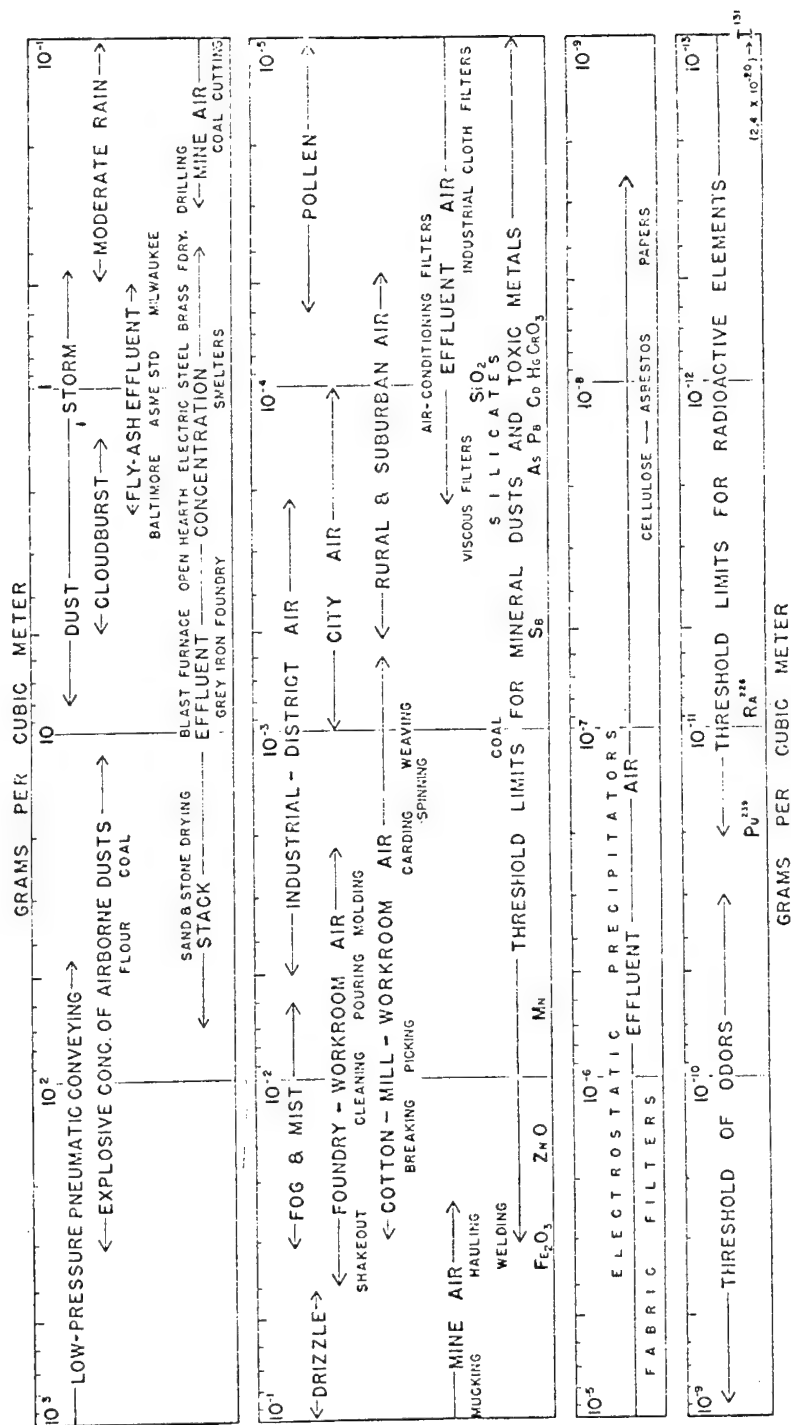 GRAMS PER CUBIC METER
10³ 10² 10 1 10⁻¹
LOW-PRESSURE PNEUMATIC CONVEYING DUST STORM
EXPLOSIVE CONC. OF AIRBORNE DUSTS CLOUDBURST MODERATE RAIN
FLOUR COAL FLY-ASH EFFLUENT
BALTIMORE ASME STD MILWAUKEE
SAND & STONE DRYING BLAST FURNACE OPEN HEARTH ELECTRIC STEEL BRASS FDRY. DRILLING
STACK EFFLUENT CONCENTRATION MINE AIR
GREY IRON FOUNDRY SMELTERS COAL CUTTING
10⁻¹ 10⁻² 10⁻³ 10⁻⁴ 10⁻⁵
DRIZZLE FOG & MIST INDUSTRIAL-DISTRICT AIR POLLEN
FOUNDRY-WORKROOM AIR CITY AIR
SHAKEOUT CLEANING POURING MOLDING
COTTON-MILL-WORKROOM AIR RURAL & SUBURBAN AIR
BREAKING PICKING CARDING WEAVING
SPINNING
AIR-CONDITIONING FILTERS
MINE AIR EFFLUENT AIR
MUCKING HAULING VISCOUS FILTERS INDUSTRIAL CLOTH FILTERS
SiO₂
WELDING COAL SILICATES
THRESHOLD LIMITS FOR MINERAL DUSTS AND TOXIC METALS
Fe₂O₃ ZNO MN SB AS PB CD HG CRO₃
10⁻⁵ 10⁻⁶ 10⁻⁷ 10⁻⁸ 10⁻⁹
ELECTROSTATIC PRECIPITATORS
EFFLUENT AIR
FABRIC FILTERS CELLULOSE — ASBESTOS PAPERS
10⁻⁹ 10⁻¹⁰ 10⁻¹¹ 10⁻¹² 10⁻¹³
THRESHOLD OF ODORS THRESHOLD LIMITS FOR RADIOACTIVE ELEMENTS
PU²³⁹ RA²²⁶ (2.4 X 10⁻²⁰) → I¹³¹
GRAMS PER CUBIC METER